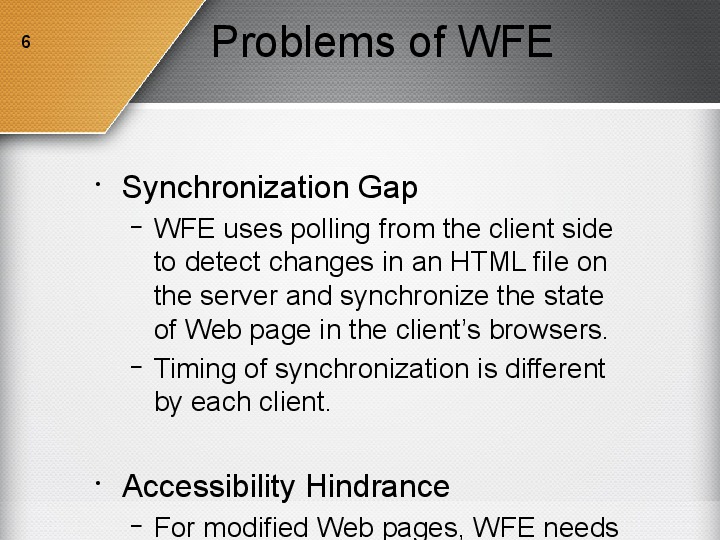 6
Problems of WFE
• Synchronization Gap
– WFE uses polling from the client side
to detect changes in an HTML file on
the server and synchronize the state
of Web page in the client’s browsers.
– Timing of synchronization is different
by each client.
• Accessibility Hindrance
– For modified Web pages, WFE needs